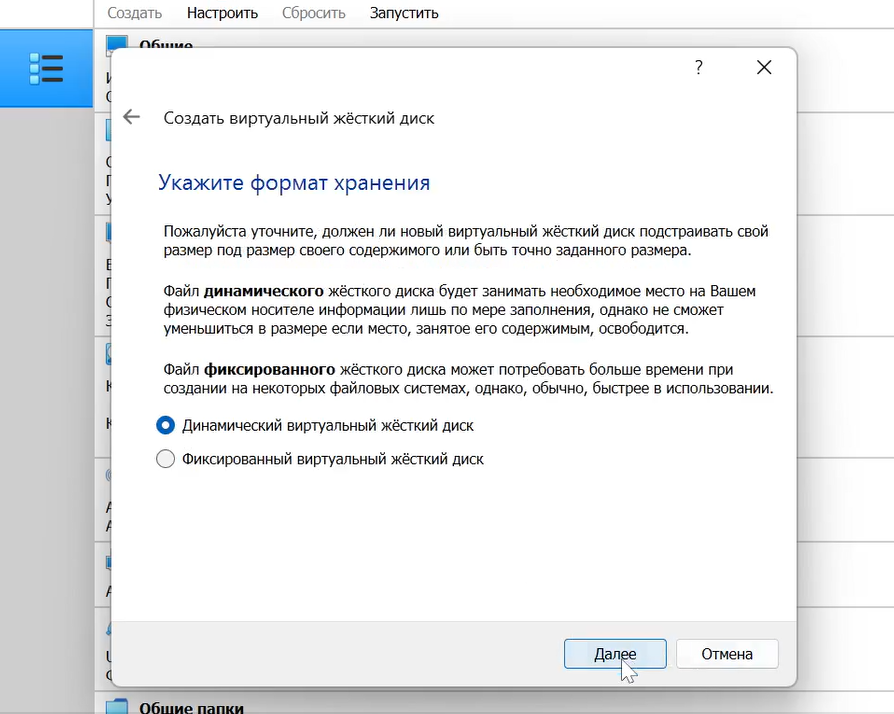 Создать Настроить Сбросить Запустить
Общие
?
Создать виртуальный жёсткий диск
Укажите формат хранения
Пожалуйста уточните, должен ли новый виртуальный жёсткий диск подстраивать свой
размер под размер своего содержимого или быть точно заданного размера.
Файл динамического жёсткого диска будет занимать необходимое место на Вашем
физическом носителе информации лишь по мере заполнения, однако не сможет
уменьшиться в размере если место, занятое его содержимым, освободится.
Файл фиксированного жёсткого диска может потребовать больше времени при
создании на некоторых файловых системах, однако, обычно, быстрее в использовании.
Динамический виртуальный жёсткий диск
Фиксированный виртуальный жёсткий диск
Далее Отмена
Общие папки